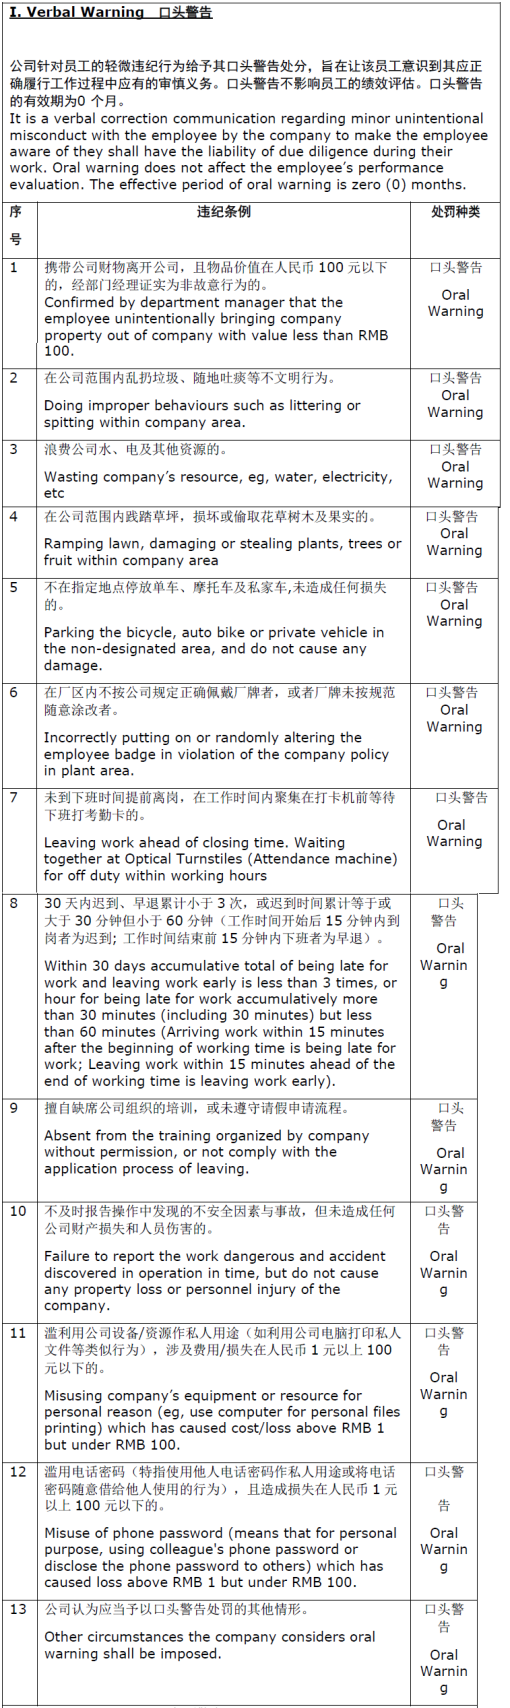 I. Verbal Warning 口头警告
公司针对员工的轻微违纪行为给予其口头警告处分，旨在让该员工意识到其应正
确履行工作过程中应有的审慎义务。口头警告不影响员工的绩效评估。口头警告
的有效期为0 个月。
It is a verbal correction communication regarding minor unintentional
misconduct with the employee by the company to make the employee
aware of they shall have the liability of due diligence during their
work. Oral warning does not affect the employee’s performance
evaluation. The effective period of oral warning is zero (0) months.
序
号
违纪条例
处罚种类
1
携带公司财物离开公司，且物品价值在人民币 100 元以下
的，经部门经理证实为非故意行为的。
Confirmed by department manager that the
employee unintentionally bringing company
property out of company with value less than RMB
100.
口头警告
Oral
Warning
2
在公司范围内乱扔垃圾、随地吐痰等不文明行为。
Doing improper behaviours such as littering or
spitting within company area.
口头警告
Oral
Warning
3
浪费公司水、电及其他资源的。
Wasting company’s resource, eg, water, electricity,
etc
口头警告
Oral
Warning
4
在公司范围内践踏草坪，损坏或偷取花草树木及果实的。
Ramping lawn, damaging or stealing plants, trees or
fruit within company area
口头警告
Oral
Warning
5
不在指定地点停放单车、摩托车及私家车,未造成任何损失
的。
Parking the bicycle, auto bike or private vehicle in
the non-designated area, and do not cause any
damage.
口头警告
Oral
Warning
6
在厂区内不按公司规定正确佩戴厂牌者，或者厂牌未按规范
随意涂改者。
Incorrectly putting on or randomly altering the
employee badge in violation of the company policy
in plant area.
口头警告
Oral
Warning
7
未到下班时间提前离岗，在工作时间内聚集在打卡机前等待
下班打考勤卡的。
Leaving work ahead of closing time. Waiting
together at Optical Turnstiles (Attendance machine)
for off duty within working hours
口头警告
Oral
Warning
8
30 天内迟到、早退累计小于 3 次，或迟到时间累计等于或
大于 30 分钟但小于 60 分钟（工作时间开始后 15 分钟内到
岗者为迟到; 工作时间结束前 15 分钟内下班者为早退）。
Within 30 days accumulative total of being late for
work and leaving work early is less than 3 times, or
hour for being late for work accumulatively more
than 30 minutes (including 30 minutes) but less
than 60 minutes (Arriving work within 15 minutes
after the beginning of working time is being late for
work; Leaving work within 15 minutes ahead of the
end of working time is leaving work early).
口头
警告
Oral
Warnin
g
9
擅自缺席公司组织的培训，或未遵守请假申请流程。
Absent from the training organized by company
without permission, or not comply with the
application process of leaving.
口头
警告
Oral
Warnin
g
10
不及时报告操作中发现的不安全因素与事故，但未造成任何
公司财产损失和人员伤害的。
Failure to report the work dangerous and accident
discovered in operation in time, but do not cause
any property loss or personnel injury of the
company.
口头警
告
Oral
Warnin
g
11
滥利用公司设备/资源作私人用途（如利用公司电脑打印私人
文件等类似行为），涉及费用/损失在人民币 1 元以上 100
元以下的。
Misusing company’s equipment or resource for
personal reason (eg, use computer for personal files
printing) which has caused cost/loss above RMB 1
but under RMB 100.
口头警
告
Oral
Warnin
g
12
滥用电话密码（特指使用他人电话密码作私人用途或将电话
密码随意借给他人使用的行为），且造成损失在人民币 1 元
以上 100 元以下的。
Misuse of phone password (means that for personal
purpose, using colleague's phone password or
disclose the phone password to others) which has
caused loss above RMB 1 but under RMB 100.
口头警
告
Oral
Warnin
g
13
公司认为应当予以口头警告处罚的其他情形。
Other circumstances the company considers oral
warning shall be imposed.
口头警
告
Oral
Warnin
g